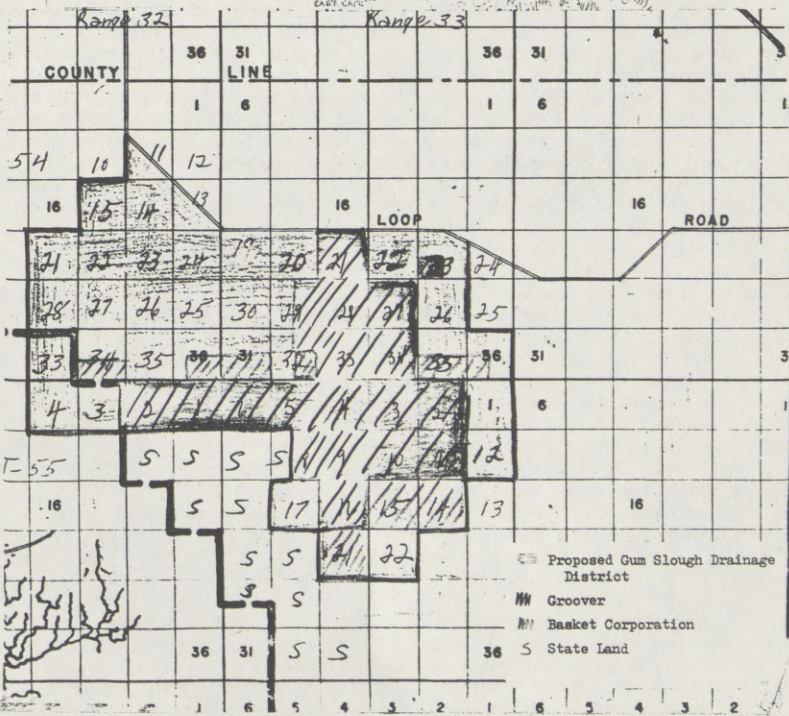 Range 32 Range 33
36 31 36 31
COUNTY LINE
1 6 1 6
54 10 11 12
16 15 14 13 16 16
LOOP ROAD
21 22 23 24 19 20 21 22 23 24
28 27 26 25 30 29 28 27 26 25
33 34 35 36 31 32 33 35 36 31
4 3 2 1 6 5 4 3 2 1 6
T-55 S S S S 9 10 12
16 S S 17 15 14 13 16
S S 21 22
S S
36 31 S S 36
1 6 5 4 3 2 1 6 5 4 3 2
Proposed Gum Slough Drainage
District
Groover
Basket Corporation
S State Land